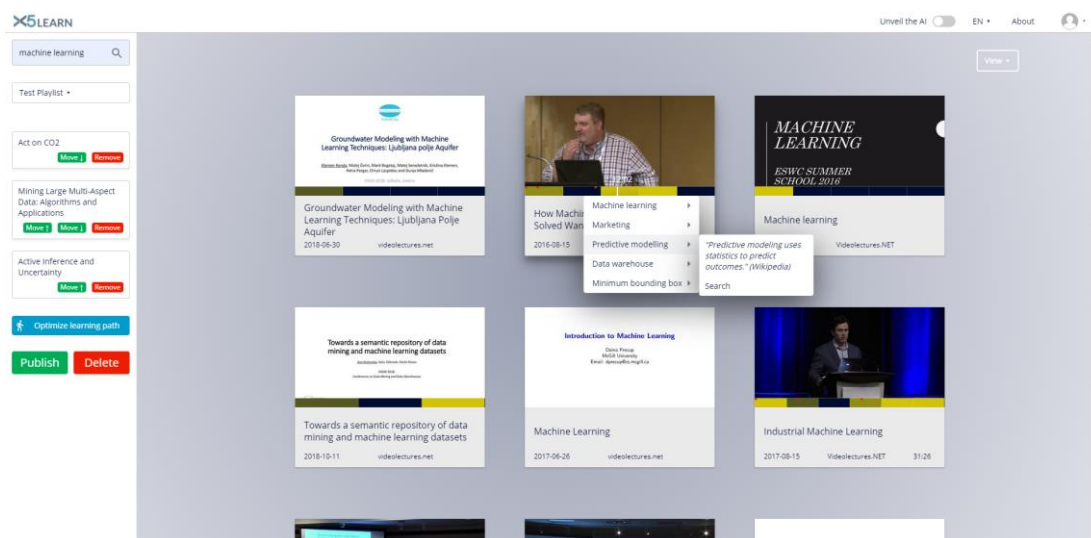 X5LEARN
Unveil the AI
EN
About
machine learning
Test Playlist
Act on CO2
Move ↓ Remove
Mining Large Multi-Aspect
Data: Algorithms and
Applications
Move ↑ Move ↓ Remove
Active Inference and
Uncertainty
Move ↑ Remove
Optimize learning path
Publish Delete
View
Groundwater Modeling with Machine
Learning Techniques: Ljubljana polje Aquifer
Groundwater Modeling with Machine
Learning Techniques: Ljubljana Polje
Aquifer
2018-06-30 videolectures.net
How Machin
Solved Wan
2016-08-15
Machine learning
Marketing
Predictive modelling
Data warehouse
Minimum bounding box
"Predictive modeling uses
statistics to predict
outcomes." (Wikipedia)
Search
MACHINE
LEARNING
ESWC SUMMER
SCHOOL 2016
Machine learning
Videolectures.NET
Towards a semantic repository of data
mining and machine learning datasets
Towards a semantic repository of data
mining and machine learning datasets
2018-10-11 videolectures.net
Introduction to Machine Learning
McGill University
Machine Learning
2017-06-26 videolectures.net
Industrial Machine Learning
2017-08-15 Videolectures.NET 31:26